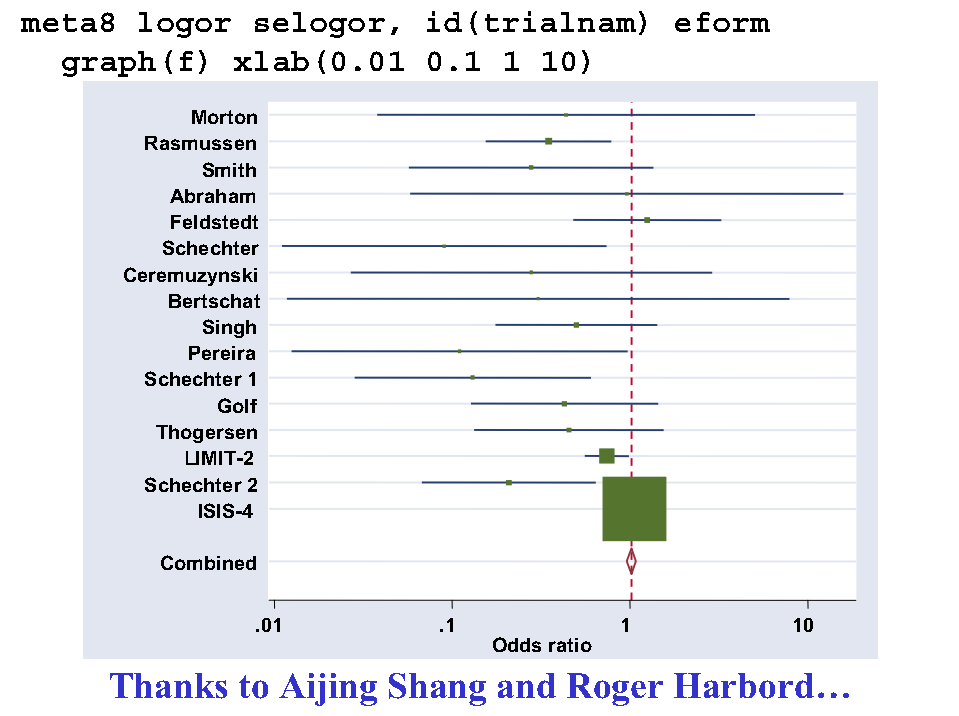 meta8 logor selogor, id(trialnam) eform
graph(f) xlab(0.01 0.1 1 10)
Morton
Rasmussen
Smith
Abraham
Feldstedt
Schechter
Ceremuzynski
Bertschat
Singh
Pereira
Schechter 1
Golf
Thogersen
LIMIT-2
Schechter 2
ISIS-4
Combined
.01 .1 1 10
Odds ratio
Thanks to Aijing Shang and Roger Harbord…